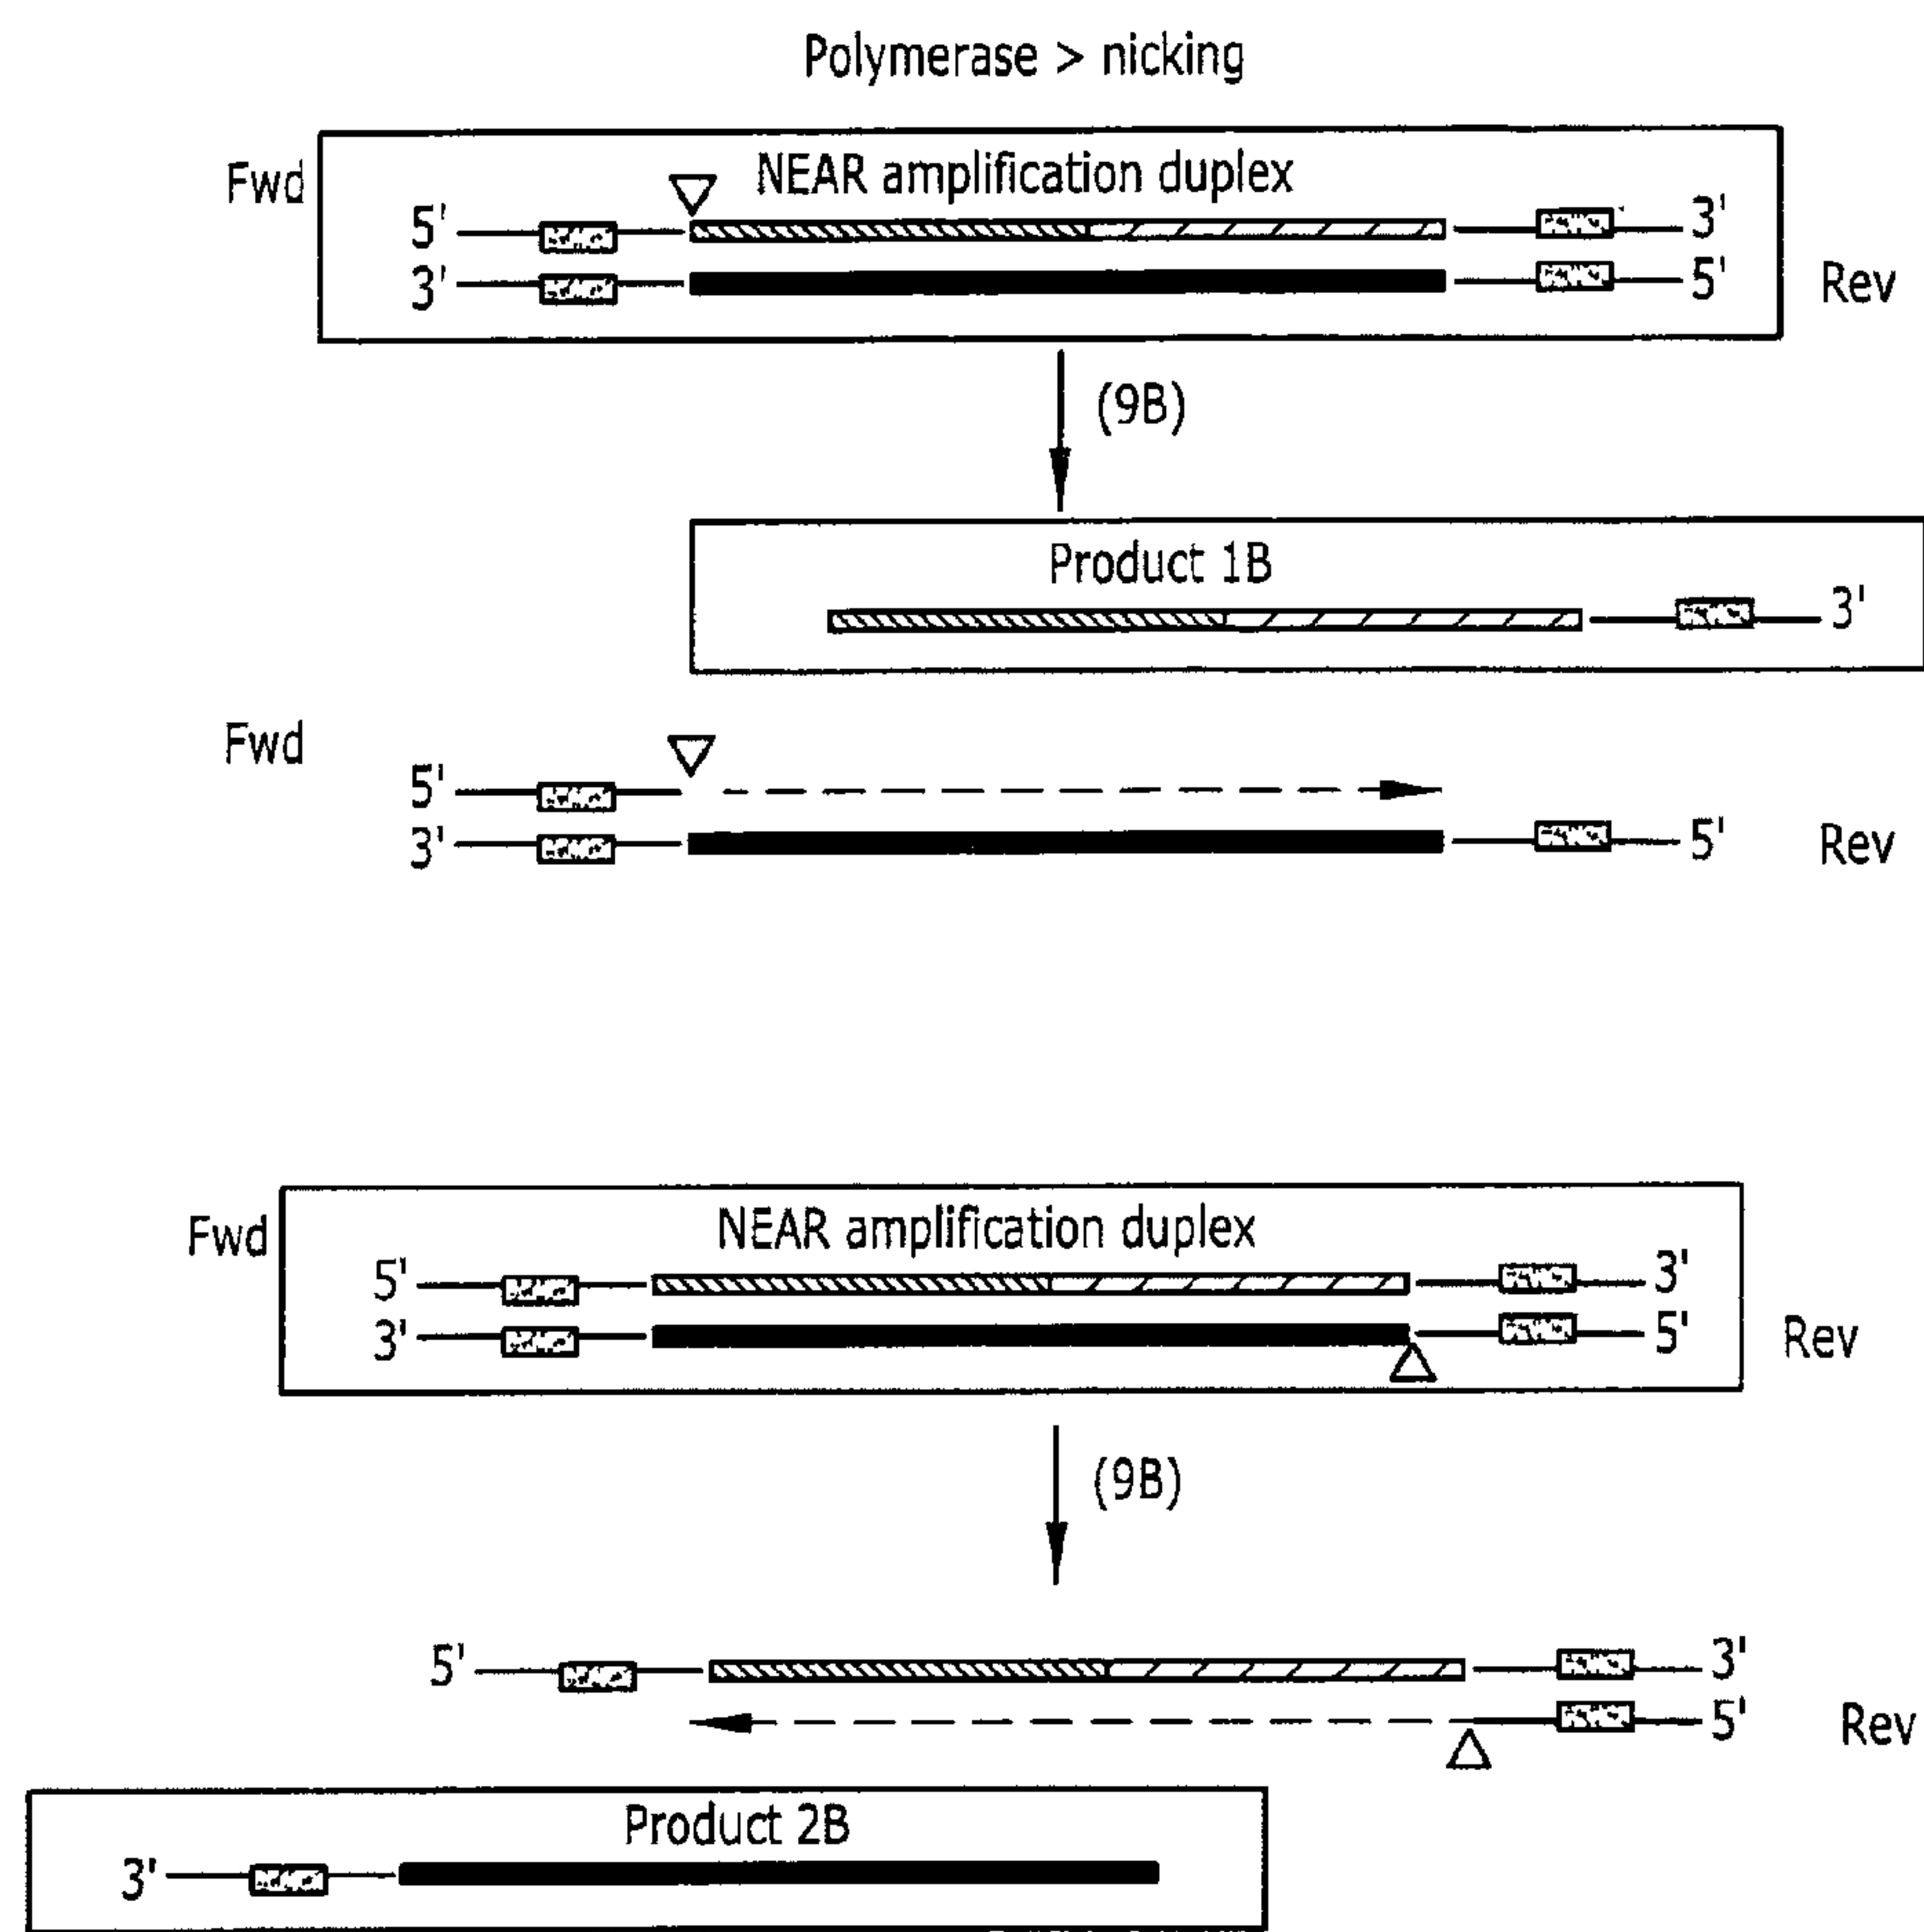 Polymerase > nicking
Fwd NEAR amplification duplex
5' 3'
3' 5' Rev
(9B)
Product 1B
3'
Fwd
5'
3' 5' Rev
Fwd NEAR amplification duplex
5' 3'
3' 5' Rev
(9B)
5' 3'
5' Rev
Product 2B
3'